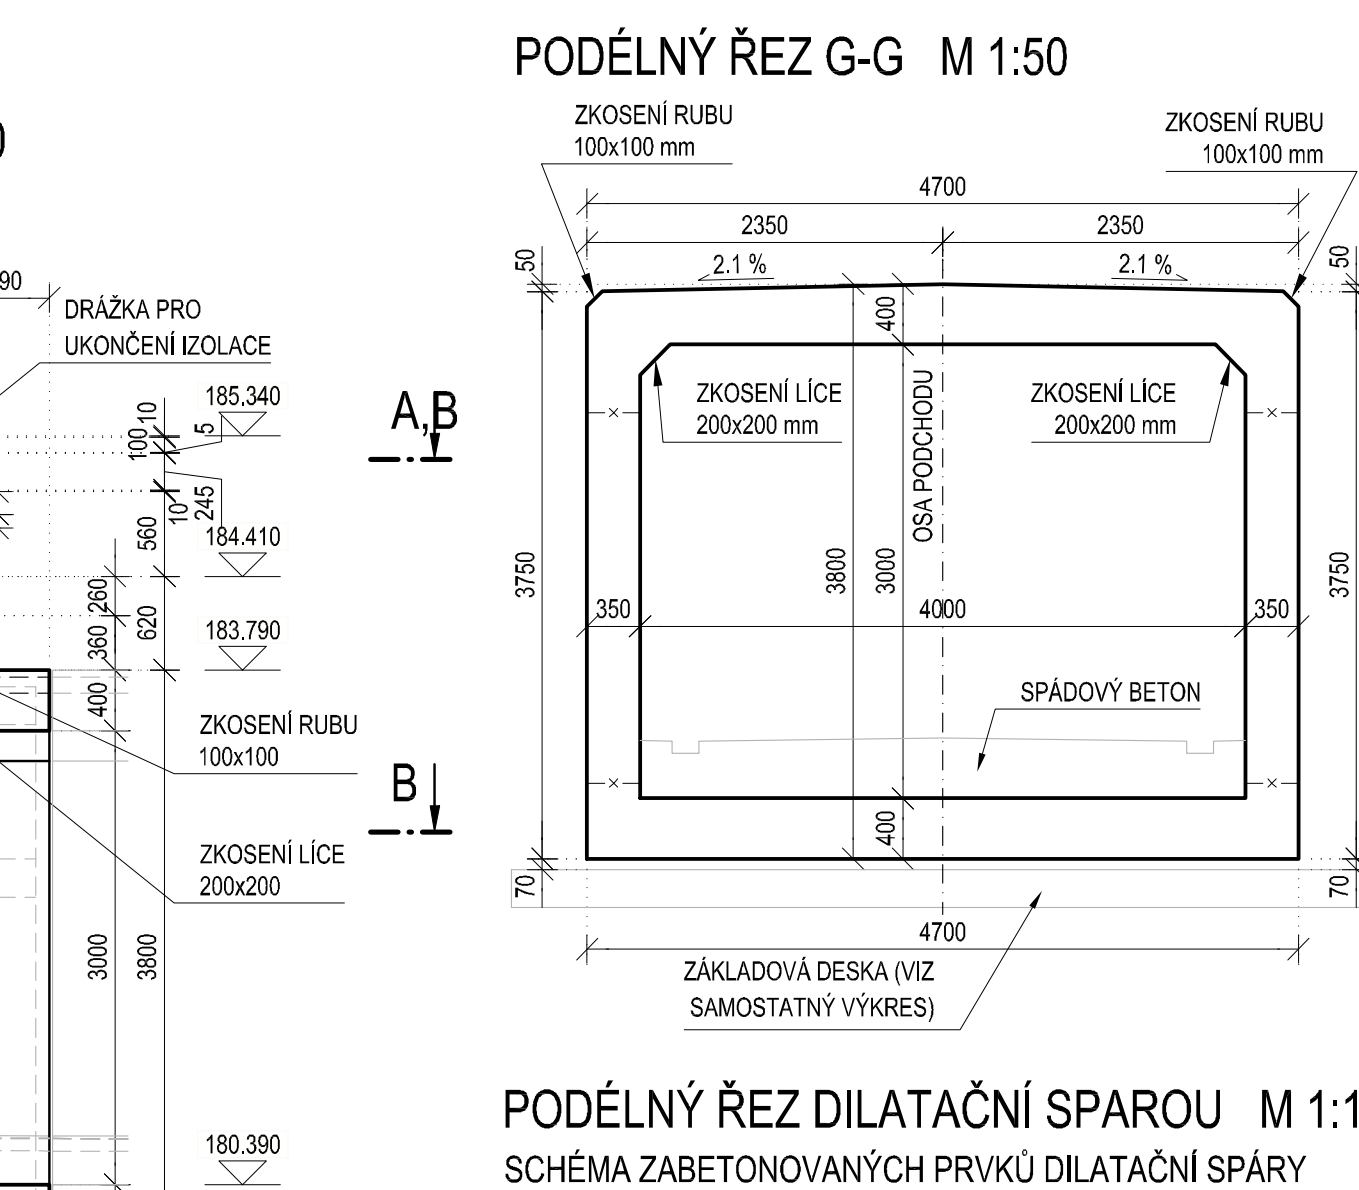 PODÉLNÝ ŘEZ G-G M 1:50
ZKOSENÍ RUBU
100x100 mm
ZKOSENÍ RUBU
100x100 mm
4700
2350
2350
50
2.1 %
2.1 %
50
400
ZKOSENÍ LÍCE
200x200 mm
OSA PODCHODU
ZKOSENÍ LÍCE
200x200 mm
3750
3800
3000
3750
350
4000
350
SPÁDOVÝ BETON
400
70
70
4700
ZÁKLADOVÁ DESKA (VIZ
SAMOSTATNÝ VÝKRES)
90
DRÁŽKA PRO
UKONČENÍ IZOLACE
185.340
10
100
5
A,B
10
245
560
184.410
260
620
360
183.790
400
ZKOSENÍ RUBU
100x100
B
ZKOSENÍ LÍCE
200x200
3000
3800
180.390
PODÉLNÝ ŘEZ DILATAČNÍ SPAROU M 1:1
SCHÉMA ZABETONOVANÝCH PRVKŮ DILATAČNÍ SPÁRY